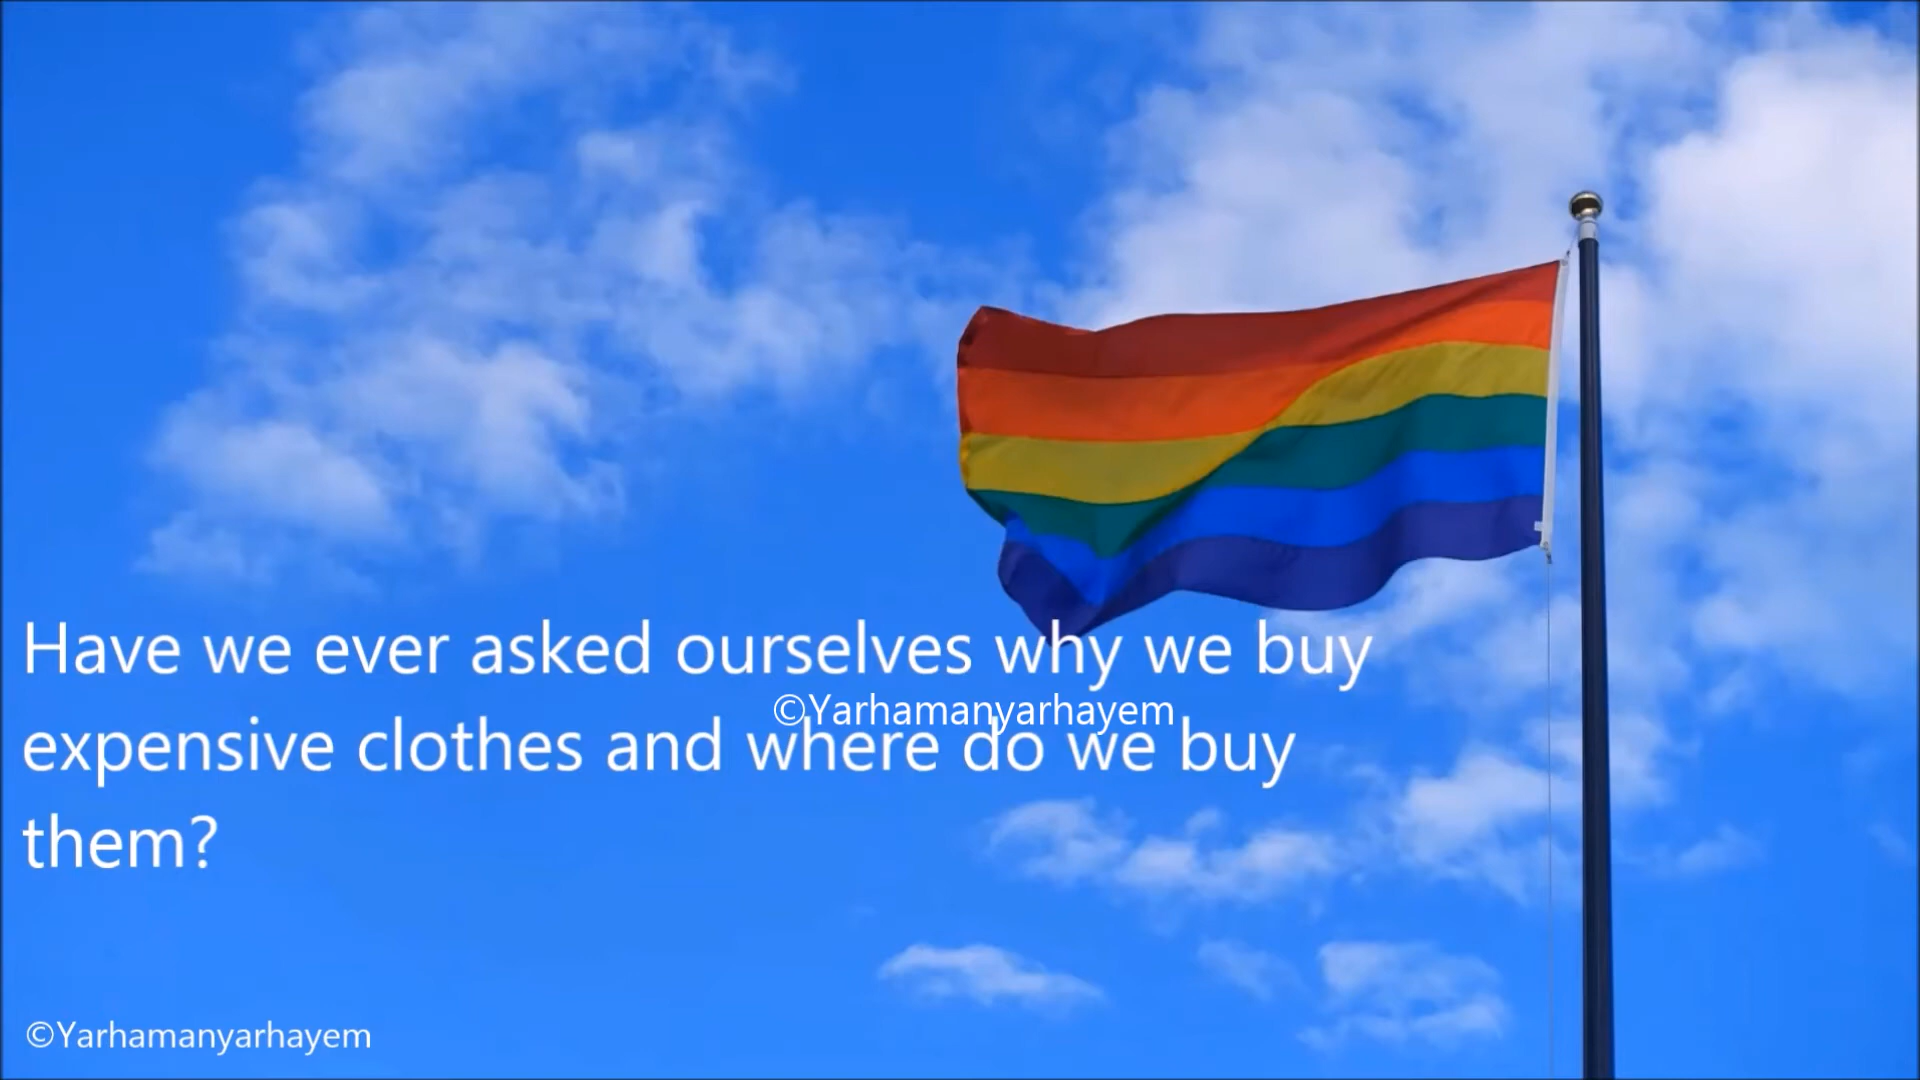 Have we ever asked ourselves why we buy
©Yarhamanyarhayem
expensive clothes and where do we buy
them?
©Yarhamanyarhayem